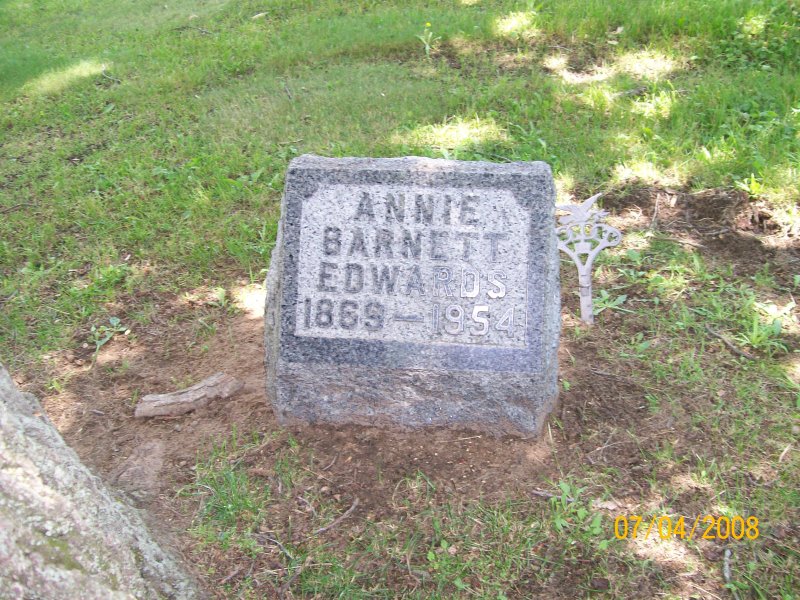 ANNIE
BARNETT
EDWARDS
1869 — 1954
07/04/2008